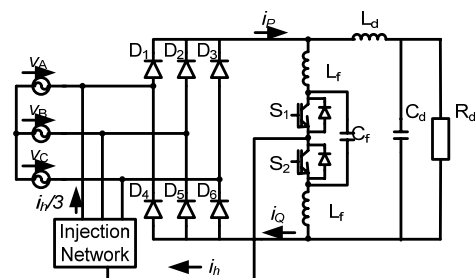 i_P
L_d
v_A
D_1
D_2
D_3
L_f
S_1
v_B
C_f
C_d
R_d
S_2
v_C
D_4
D_5
D_6
i_h/3
i_Q
L_f
Injection
Network
i_h